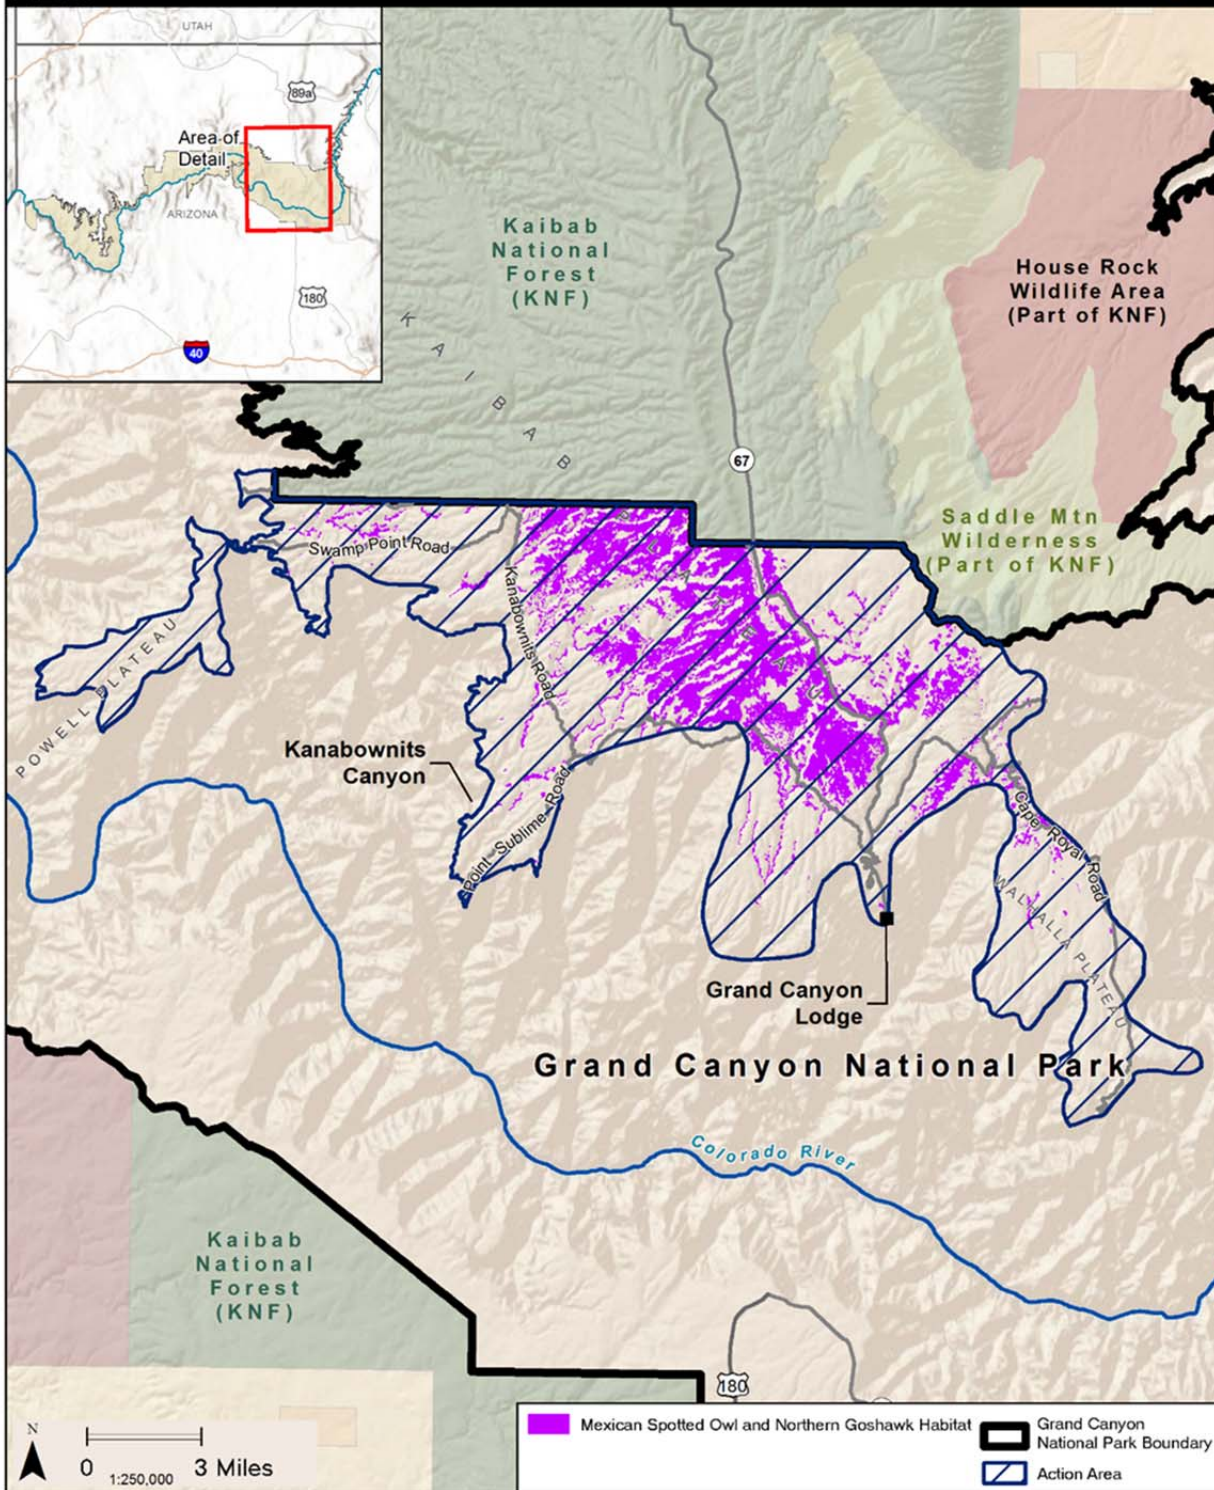 UTAH
89a
Area of
Detail
ARIZONA
180
40
Kaibab
National
Forest
(KNF)
House Rock
Wildlife Area
(Part of KNF)
KAIBAB
PLATEAU
67
Saddle Mtn
Wilderness
(Part of KNF)
Swamp Point Road
Kanabownits Road
POWELL PLATEAU
Kanabownits
Canyon
Point Sublime Road
Cape Royal Road
WALHALLA PLATEAU
Grand Canyon
Lodge
Grand Canyon National Park
Colorado River
Kaibab
National
Forest
(KNF)
180
N
0 3 Miles
1:250,000
Mexican Spotted Owl and Northern Goshawk Habitat
Grand Canyon
National Park Boundary
Action Area